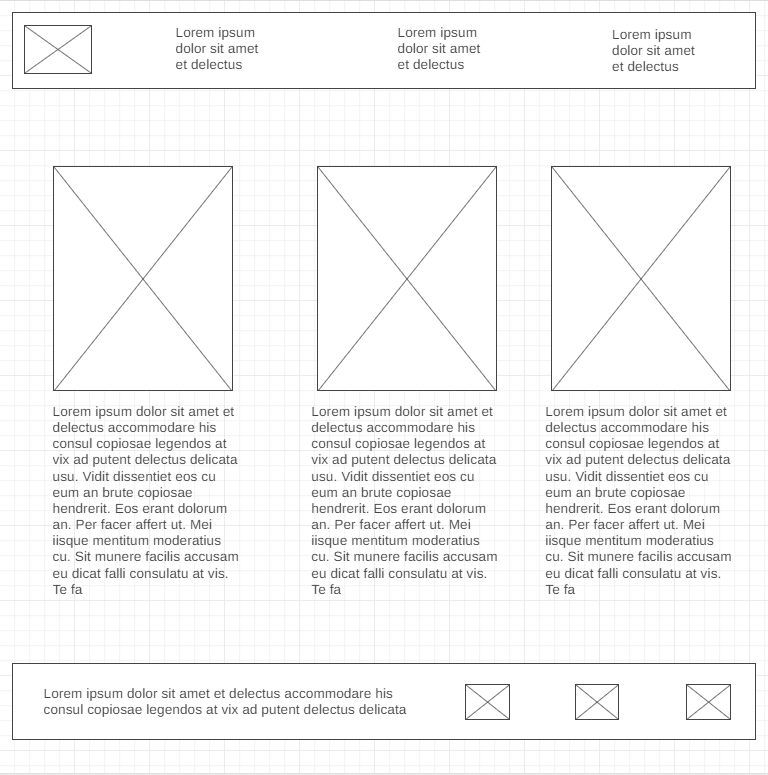 Lorem ipsum
dolor sit amet
et delectus
Lorem ipsum
dolor sit amet
et delectus
Lorem ipsum
dolor sit amet
et delectus
Lorem ipsum dolor sit amet et
delectus accommodare his
consul copiosae legendos at
vix ad putent delectus delicata
usu. Vidit dissentiet eos cu
eum an brute copiosae
hendrerit. Eos erant dolorum
an. Per facer affert ut. Mei
iisque mentitum moderatius
cu. Sit munere facilis accusam
eu dicat falli consulatu at vis.
Te fa
Lorem ipsum dolor sit amet et
delectus accommodare his
consul copiosae legendos at
vix ad putent delectus delicata
usu. Vidit dissentiet eos cu
eum an brute copiosae
hendrerit. Eos erant dolorum
an. Per facer affert ut. Mei
iisque mentitum moderatius
cu. Sit munere facilis accusam
eu dicat falli consulatu at vis.
Te fa
Lorem ipsum dolor sit amet et
delectus accommodare his
consul copiosae legendos at
vix ad putent delectus delicata
usu. Vidit dissentiet eos cu
eum an brute copiosae
hendrerit. Eos erant dolorum
an. Per facer affert ut. Mei
iisque mentitum moderatius
cu. Sit munere facilis accusam
eu dicat falli consulatu at vis.
Te fa
Lorem ipsum dolor sit amet et delectus accommodare his
consul copiosae legendos at vix ad putent delectus delicata